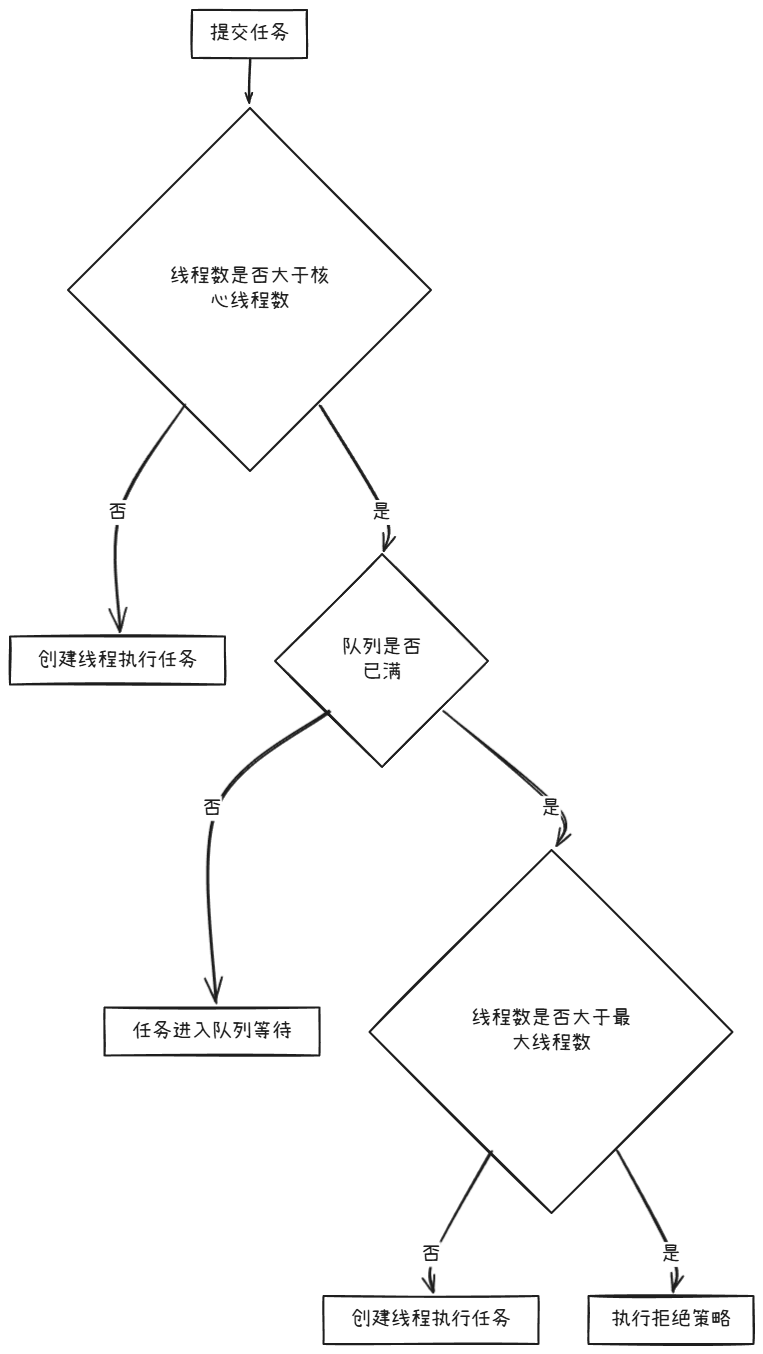 提交任务
线程数是否大于核
心线程数
否
是
队列是否
已满
创建线程执行任务
否
是
线程数是否大于最
大线程数
任务进入队列等待
否
是
创建线程执行任务
执行拒绝策略